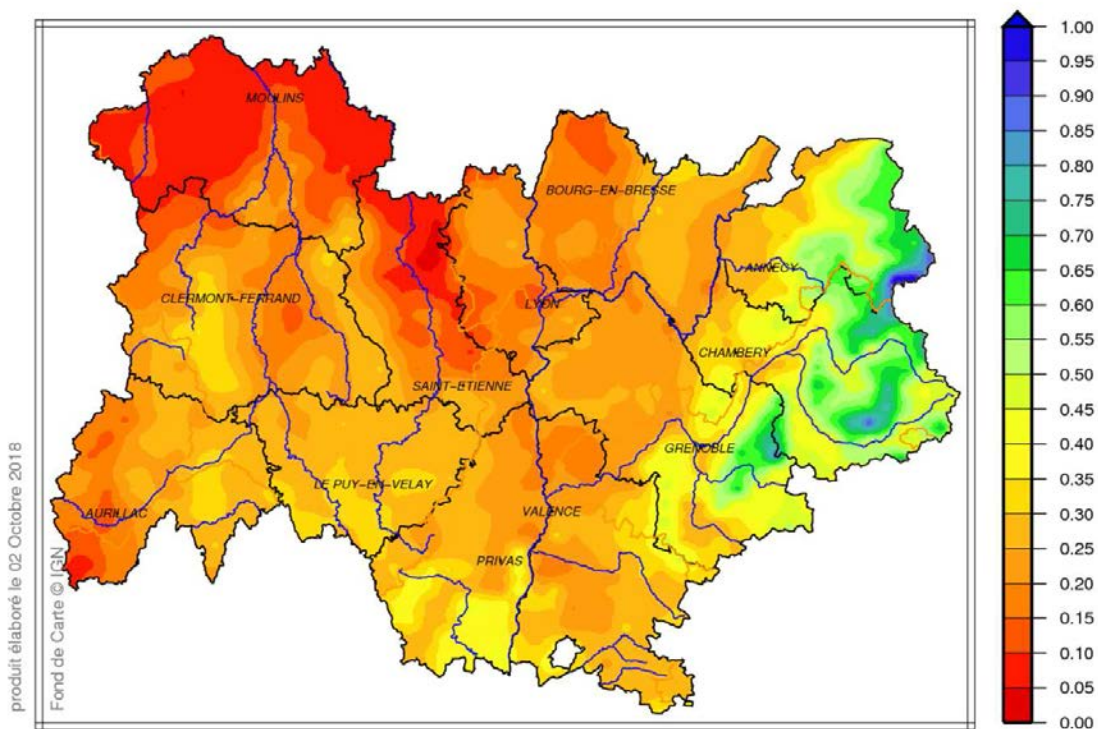 MOULINS
BOURG-EN-BRESSE
ANNECY
CLERMONT-FERRAND
LYON
CHAMBERY
SAINT-ETIENNE
GRENOBLE
LE PUY-EN-VELAY
AURILLAC
VALENCE
PRIVAS
produit élaboré le 02 Octobre 2018
Fond de Carte © IGN
1.00
0.95
0.90
0.85
0.80
0.75
0.70
0.65
0.60
0.55
0.50
0.45
0.40
0.35
0.30
0.25
0.20
0.15
0.10
0.05
0.00